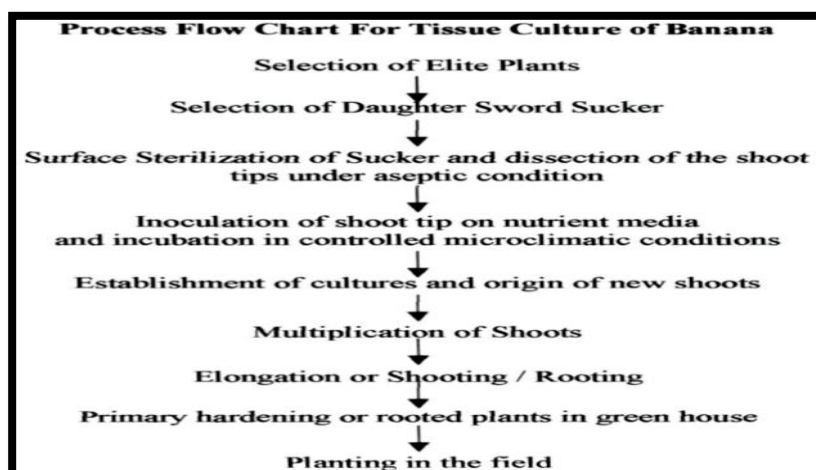 Process Flow Chart For Tissue Culture of Banana
Selection of Elite Plants
Selection of Daughter Sword Sucker
Surface Sterilization of Sucker and dissection of the shoot
tips under aseptic condition
Inoculation of shoot tip on nutrient media
and incubation in controlled microclimatic conditions
Establishment of cultures and origin of new shoots
Multiplication of Shoots
Elongation or Shooting / Rooting
Primary hardening or rooted plants in green house
Planting in the field